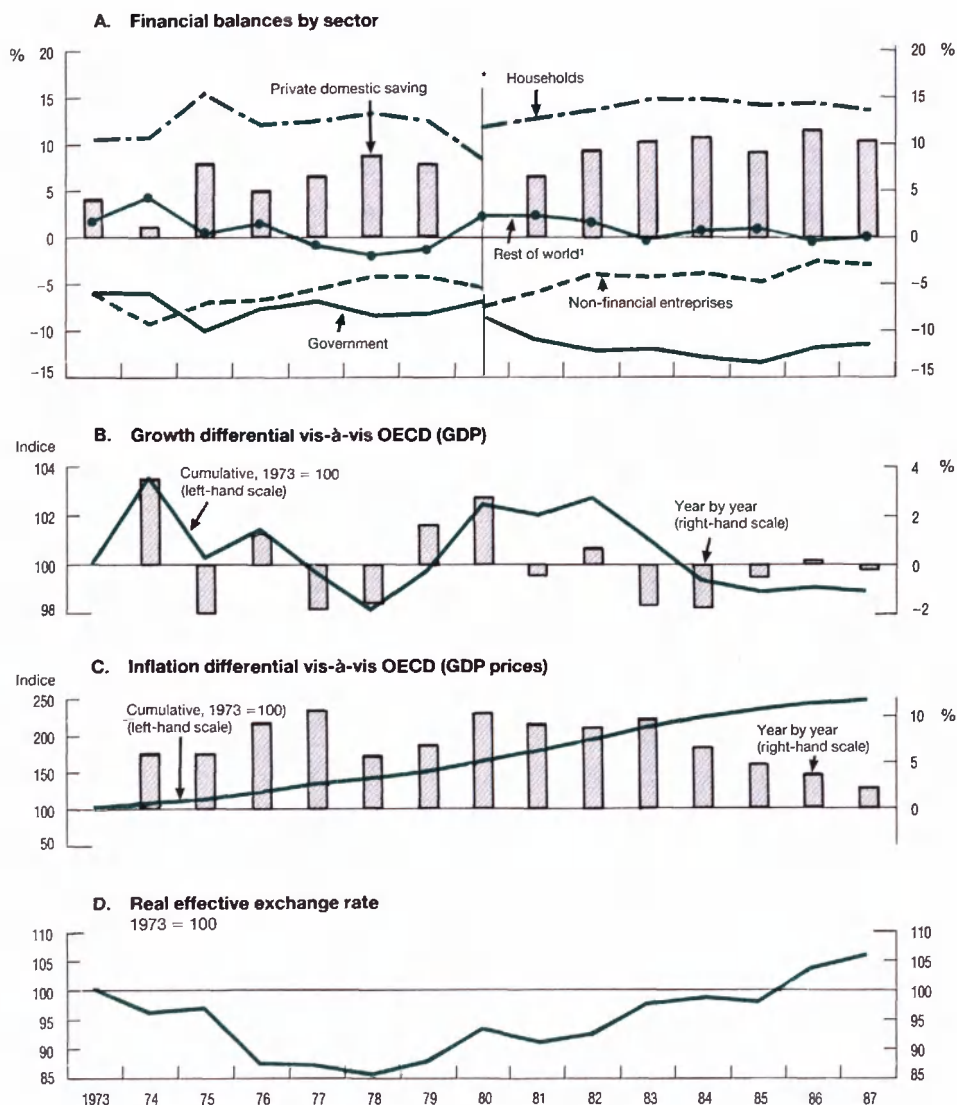 A. Financial balances by sector
% 20 20 %
* Households
Private domestic saving
15 15
10 10
5 5
0 0
Rest of world¹
-5 -5
Non-financial entreprises
Government
-10 -10
-15 -15
B. Growth differential vis-à-vis OECD (GDP)
Indice
104 4 %
Cumulative, 1973 = 100
(left-hand scale)
Year by year
(right-hand scale)
102 2
100 0
98 -2
C. Inflation differential vis-à-vis OECD (GDP prices)
Indice
250
Cumulative, 1973 = 100)
(left-hand scale)
10 %
200
Year by year
(right-hand scale)
150 5
100 0
50
D. Real effective exchange rate
1973 = 100
110 110
105 105
100 100
95 95
90 90
85 85
1973 74 75 76 77 78 79 80 81 82 83 84 85 86 87